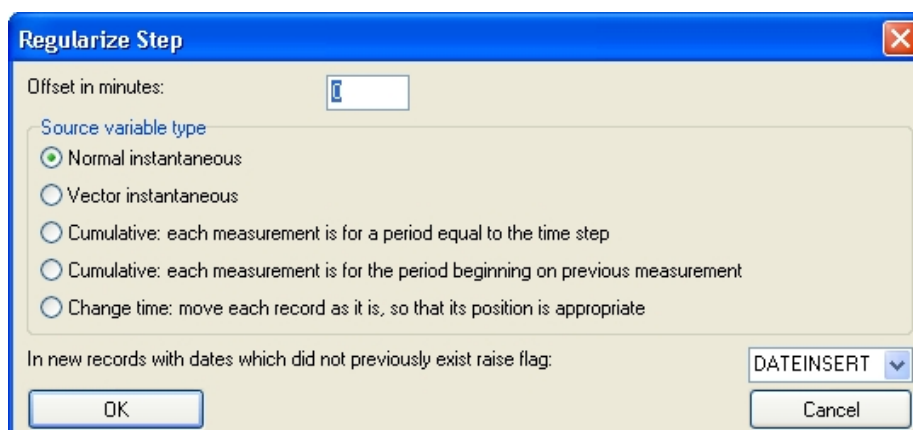 Regularize Step
Offset in minutes: 0
Source variable type
Normal instantaneous
Vector instantaneous
Cumulative: each measurement is for a period equal to the time step
Cumulative: each measurement is for the period beginning on previous measurement
Change time: move each record as it is, so that its position is appropriate
In new records with dates which did not previously exist raise flag: DATEINSERT
OK Cancel